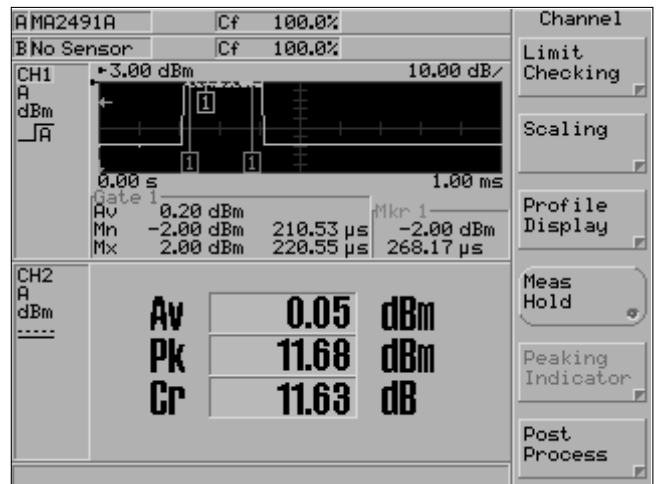 A MA2491A Cf 100.0%
B No Sensor Cf 100.0%
CH1
A
dBm
A
3.00 dBm 10.00 dB/
1
1 1
0.00 s 1.00 ms
Gate 1
Av 0.20 dBm
Mn -2.00 dBm 210.53 µs
Mx 2.00 dBm 220.55 µs
Mkr 1
-2.00 dBm
268.17 µs
CH2
A
dBm
Av 0.05 dBm
Pk 11.68 dBm
Cr 11.63 dB
Channel
Limit
Checking
Scaling
Profile
Display
Meas
Hold
Peaking
Indicator
Post
Process